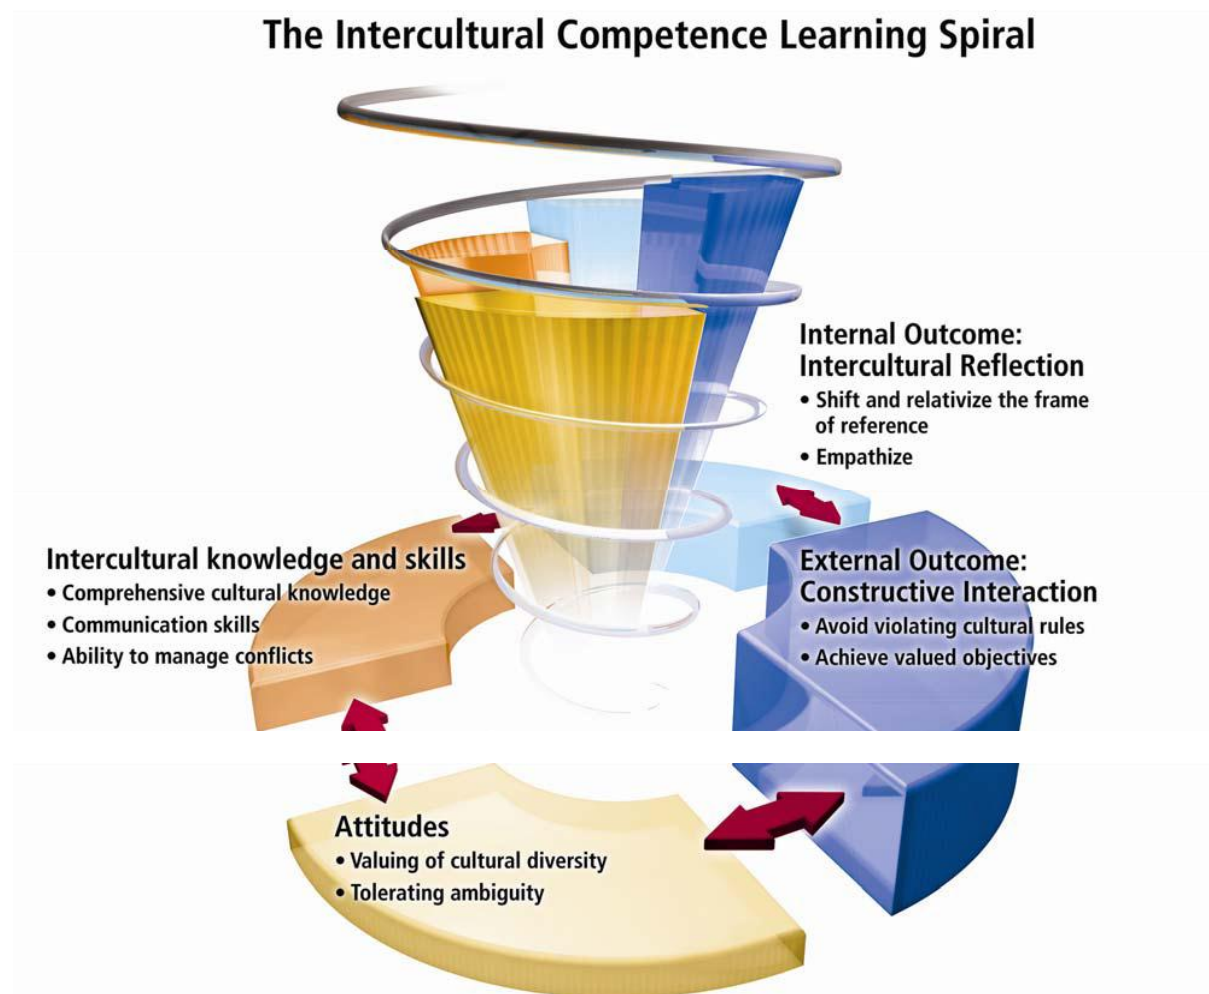 The Intercultural Competence Learning Spiral
Internal Outcome:
Intercultural Reflection
• Shift and relativize the frame
of reference
• Empathize
Intercultural knowledge and skills
• Comprehensive cultural knowledge
• Communication skills
• Ability to manage conflicts
External Outcome:
Constructive Interaction
• Avoid violating cultural rules
• Achieve valued objectives
Attitudes
• Valuing of cultural diversity
• Tolerating ambiguity